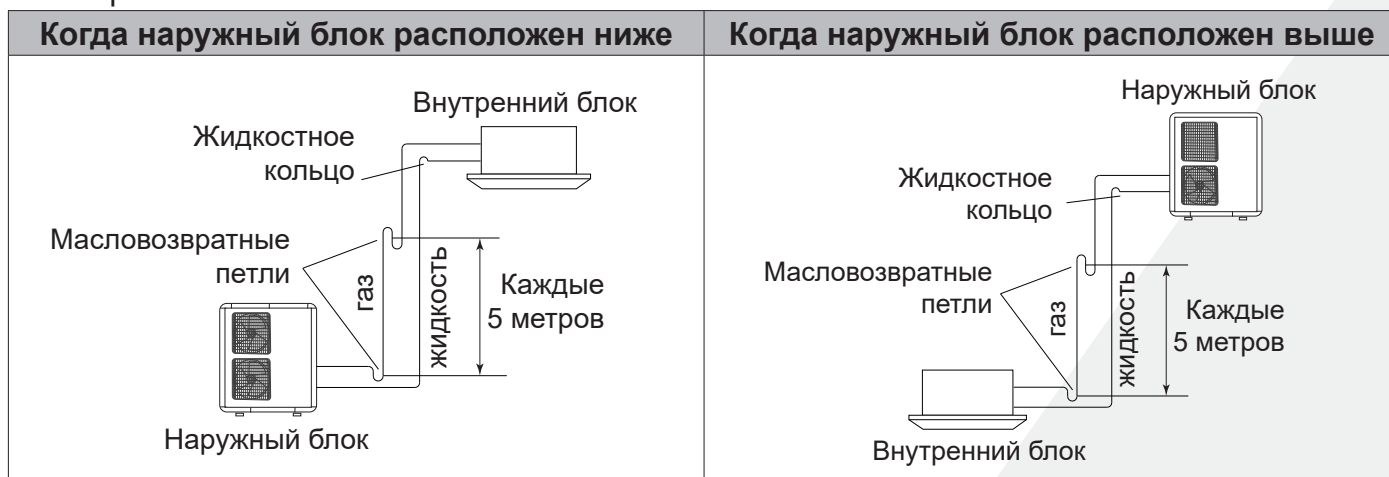 Когда наружный блок расположен ниже
Внутренний блок
Жидкостное
кольцо
Масловозвратные
петли
газ
жидкость
Каждые
5 метров
Наружный блок
Когда наружный блок расположен выше
Наружный блок
Жидкостное
кольцо
Масловозвратные
петли
газ
жидкость
Каждые
5 метров
Внутренний блок